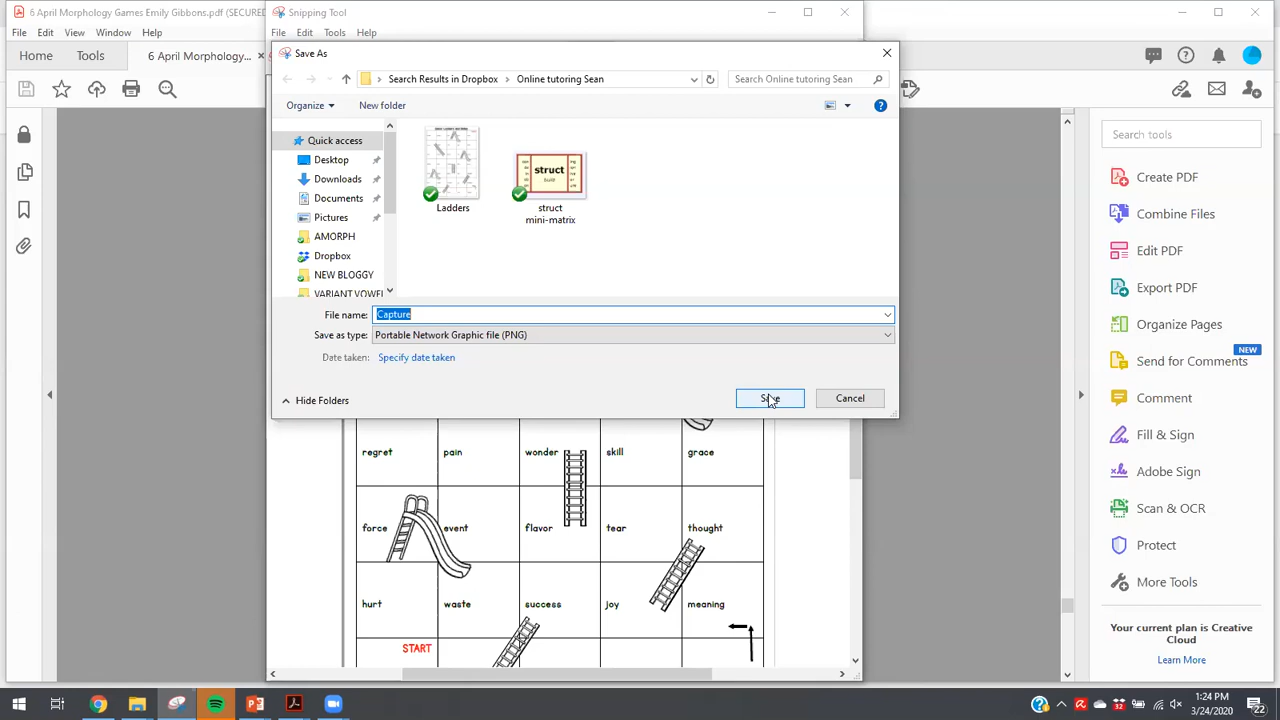 6 April Morphology Games Emily Gibbons.pdf (SECURED
Snipping Tool
File Edit View Window Help
File Edit Tools Help
Home Tools 6 April Morphology... ×
Save As
Search Results in Dropbox > Online tutoring Sean
Search Online tutoring Sean
Organize New folder
Search tools
Quick access
Desktop
Downloads
Documents
Pictures
AMORPH
Dropbox
NEW BLOGGY
VARIANT VOWEL
Ladders
struct
struct
mini-matrix
File name: Capture
Save as type: Portable Network Graphic file (PNG)
Date taken: Specify date taken
Hide Folders
Save
Cancel
Create PDF
Combine Files
Edit PDF
Export PDF
Organize Pages
NEW
Send for Comments
Comment
Fill & Sign
Adobe Sign
Scan & OCR
Protect
More Tools
Your current plan is Creative
Cloud
Learn More
regret pain wonder skill grace
force event flavor tear thought
hurt waste success joy meaning
START
32
1:24 PM
3/24/2020
22